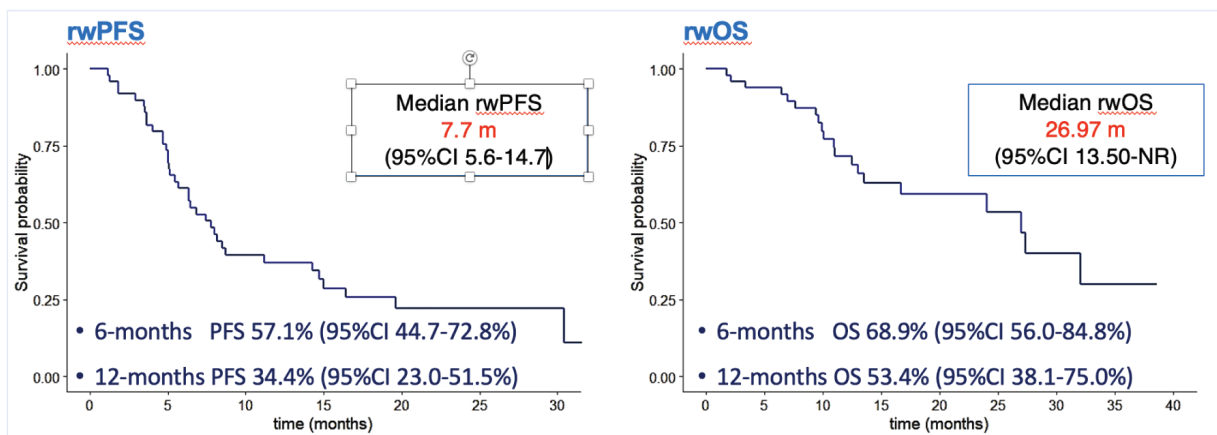 rwPFS
Median rwPFS
7.7 m
(95%CI 5.6-14.7)
Survival probability
1.00
0.75
0.50
0.25
0.00
• 6-months PFS 57.1% (95%CI 44.7-72.8%)
• 12-months PFS 34.4% (95%CI 23.0-51.5%)
0 5 10 15 20 25 30
time (months)
rwOS
Median rwOS
26.97 m
(95%CI 13.50-NR)
Survival probability
1.00
0.75
0.50
0.25
0.00
• 6-months OS 68.9% (95%CI 56.0-84.8%)
• 12-months OS 53.4% (95%CI 38.1-75.0%)
0 5 10 15 20 25 30 35 40
time (months)